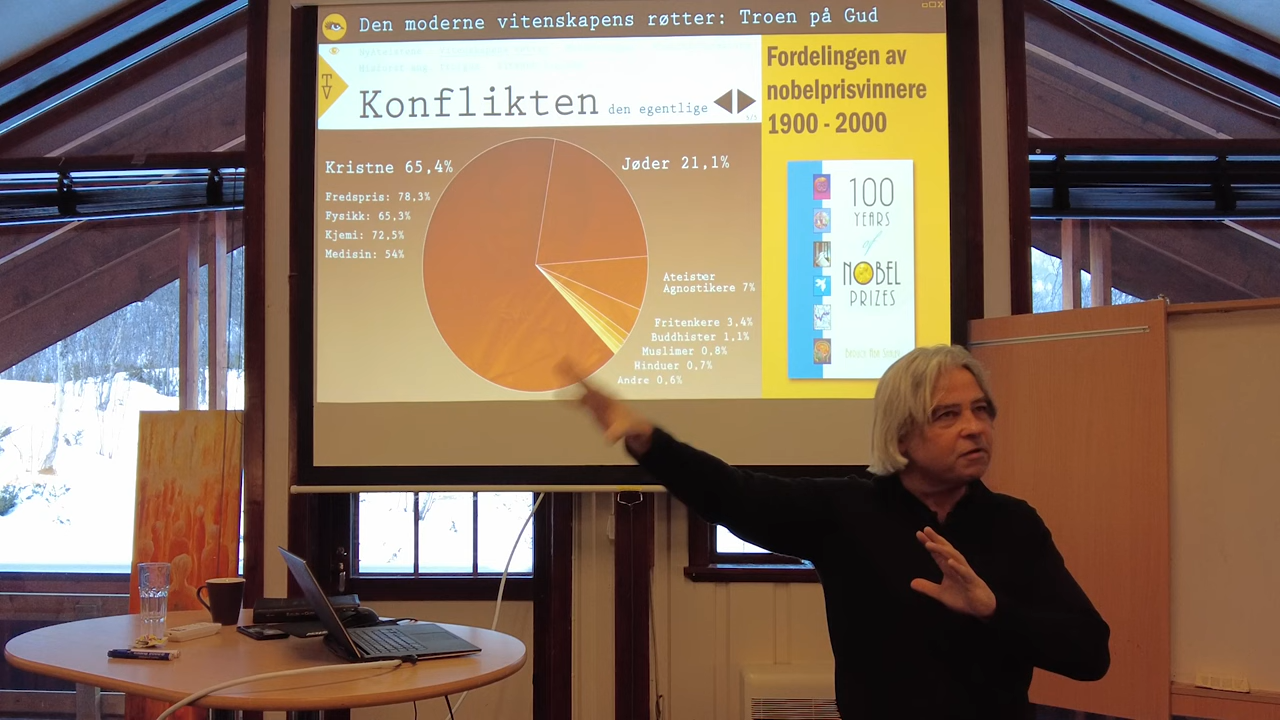 Den moderne vitenskapens røtter: Troen på Gud
TV
Konflikten den egentlige
Kristne 65,4%
Fredspris: 78,3%
Fysikk: 65,3%
Kjemi: 72,5%
Medisin: 54%
Jøder 21,1%
Ateister
Agnostikere 7%
Fritenkere 3,4%
Buddhister 1,1%
Muslimer 0,8%
Hinduer 0,7%
Andre 0,6%
Fordelingen av
nobelprisvinnere
1900 - 2000
100
YEARS
of
NOBEL
PRIZES